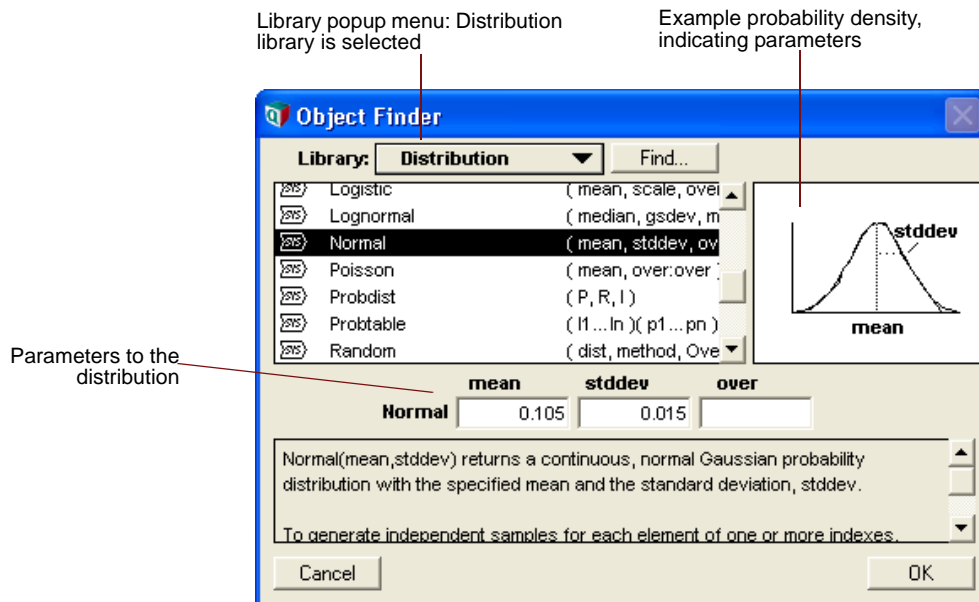 Library popup menu: Distribution
library is selected
Example probability density,
indicating parameters
Object Finder
Library: Distribution Find...
Logistic ( mean, scale, over
Lognormal ( median, gsdev, m
Normal ( mean, stddev, ov
Poisson ( mean, over:over )
Probdist ( P, R, I )
Probtable ( I1...In )( p1...pn )
Random ( dist, method, Ove
stddev
mean
Parameters to the
distribution
mean stddev over
Normal 0.105 0.015
Normal(mean,stddev) returns a continuous, normal Gaussian probability
distribution with the specified mean and the standard deviation, stddev.
To generate independent samples for each element of one or more indexes,
Cancel OK